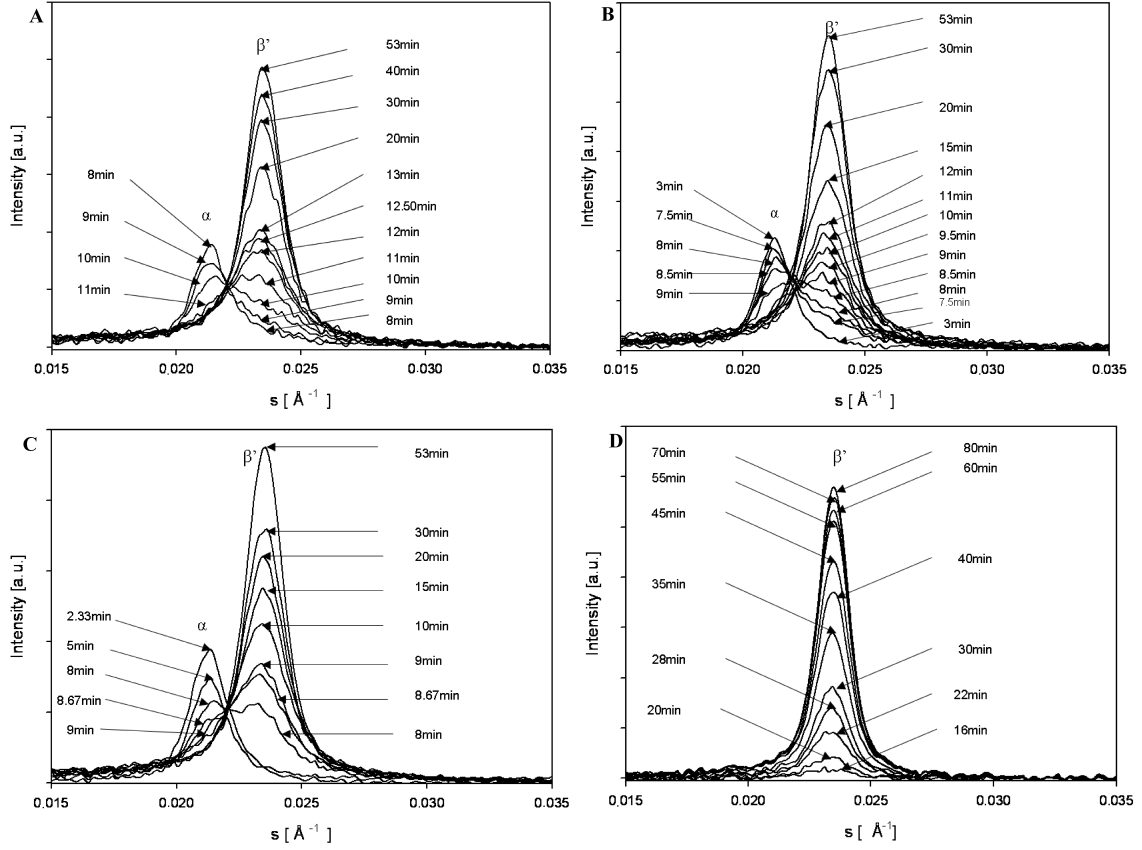 A
β’
53min
40min
30min
20min
13min
12.50min
12min
11min
10min
9min
8min
8min
9min
10min
11min
α
Intensity [a.u.]
0.015
0.020
0.025
0.030
0.035
s [ Å⁻¹ ]
B
β’
53min
30min
20min
15min
12min
11min
10min
9.5min
9min
8.5min
8min
7.5min
3min
3min
7.5min
8min
8.5min
9min
α
Intensity [a.u.]
0.015
0.020
0.025
0.030
0.035
s [ Å⁻¹ ]
C
β’
53min
30min
20min
15min
10min
9min
8.67min
8min
2.33min
5min
8min
8.67min
9min
α
Intensity [a.u.]
0.015
0.020
0.025
0.030
0.035
s [ Å⁻¹ ]
D
β’
70min
55min
45min
35min
28min
20min
80min
60min
40min
30min
22min
16min
Intensity [a.u.]
0.015
0.020
0.025
0.030
0.035
s [ Å⁻¹]